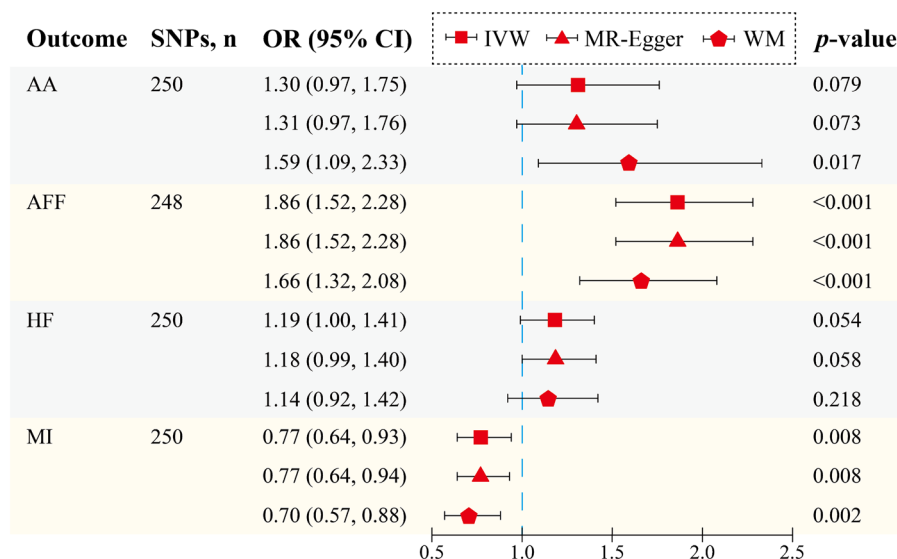 Outcome SNPs, n OR (95% CI) IVW MR-Egger WM p-value
AA 250 1.30 (0.97, 1.75) 0.079
1.31 (0.97, 1.76) 0.073
1.59 (1.09, 2.33) 0.017
AFF 248 1.86 (1.52, 2.28) <0.001
1.86 (1.52, 2.28) <0.001
1.66 (1.32, 2.08) <0.001
HF 250 1.19 (1.00, 1.41) 0.054
1.18 (0.99, 1.40) 0.058
1.14 (0.92, 1.42) 0.218
MI 250 0.77 (0.64, 0.93) 0.008
0.77 (0.64, 0.94) 0.008
0.70 (0.57, 0.88) 0.002
0.5 1.0 1.5 2.0 2.5